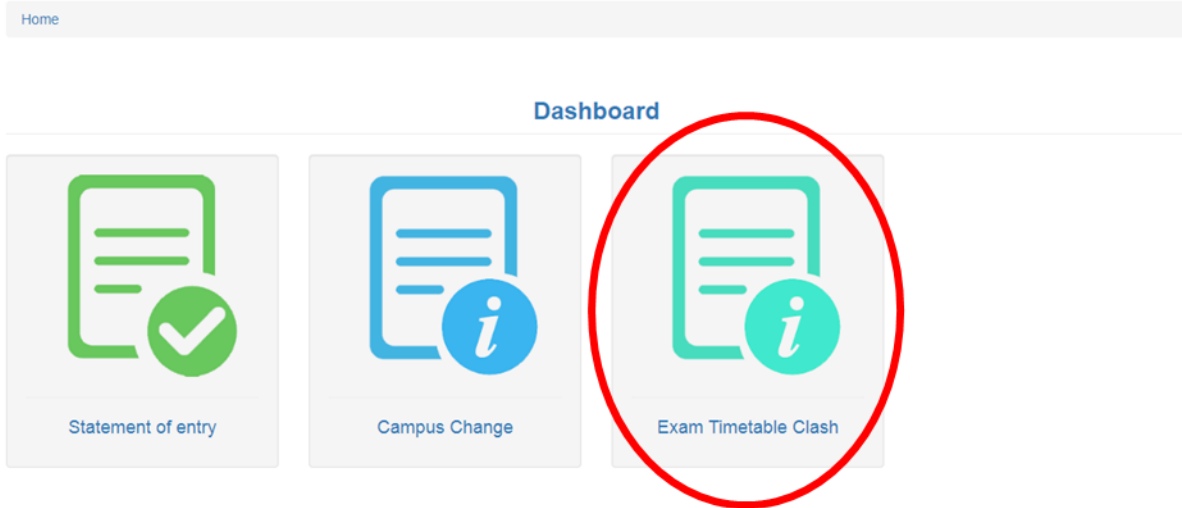 Home
Dashboard
Statement of entry
Campus Change
Exam Timetable Clash